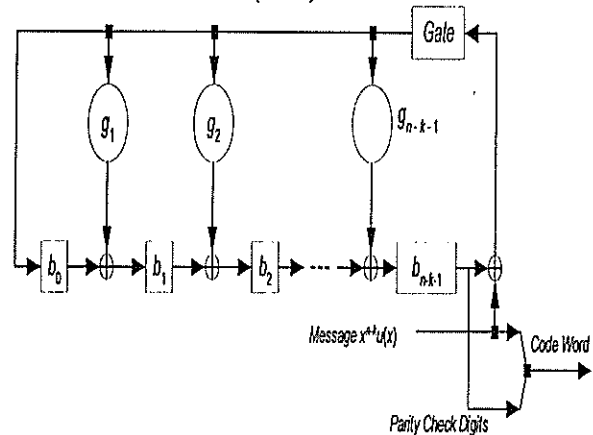 Gate
g₁
g₂
gₙ₋ₖ₋₁
b₀
b₁
b₂
bₙ₋ₖ₋₁
Message xⁿ⁻ᵏu(x)
Code Word
Parity Check Digits